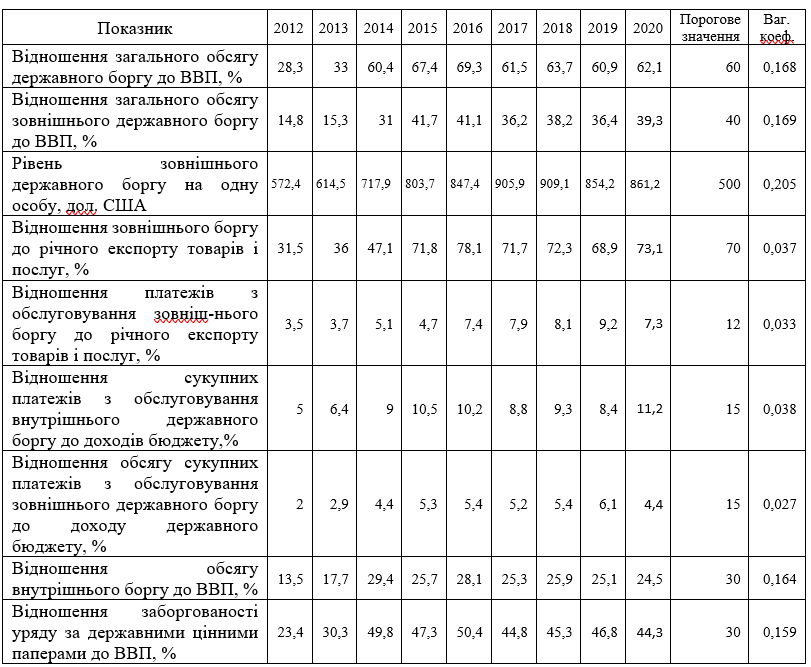 Показник 2012 2013 2014 2015 2016 2017 2018 2019 2020 Порогове Ваг.
значення коеф.
Відношення загального обсягу
державного боргу до ВВП, % 28,3 33 60,4 67,4 69,3 61,5 63,7 60,9 62,1 60 0,168
Відношення загального обсягу
зовнішнього державного боргу 14,8 15,3 31 41,7 41,1 36,2 38,2 36,4 39,3 40 0,169
до ВВП, %
Рівень зовнішнього
державного боргу на одну 572,4 614,5 717,9 803,7 847,4 905,9 909,1 854,2 861,2 500 0,205
особу, дол. США
Відношення зовнішнього боргу
до річного експорту товарів і 31,5 36 47,1 71,8 78,1 71,7 72,3 68,9 73,1 70 0,037
послуг, %
Відношення платежів з
обслуговування зовніш-нього
боргу до річного експорту 3,5 3,7 5,1 4,7 7,4 7,9 8,1 9,2 7,3 12 0,033
товарів і послуг, %
Відношення сукупних
платежів з обслуговування
внутрішнього державного 5 6,4 9 10,5 10,2 8,8 9,3 8,4 11,2 15 0,038
боргу до доходів бюджету,%
Відношення обсягу сукупних
платежів з обслуговування
зовнішнього державного боргу 2 2,9 4,4 5,3 5,4 5,2 5,4 6,1 4,4 15 0,027
до доходу державного
бюджету, %
Відношення обсягу
внутрішнього боргу до ВВП, % 13,5 17,7 29,4 25,7 28,1 25,3 25,9 25,1 24,5 30 0,164
Відношення заборгованості
уряду за державними цінними 23,4 30,3 49,8 47,3 50,4 44,8 45,3 46,8 44,3 30 0,159
паперами до ВВП, %